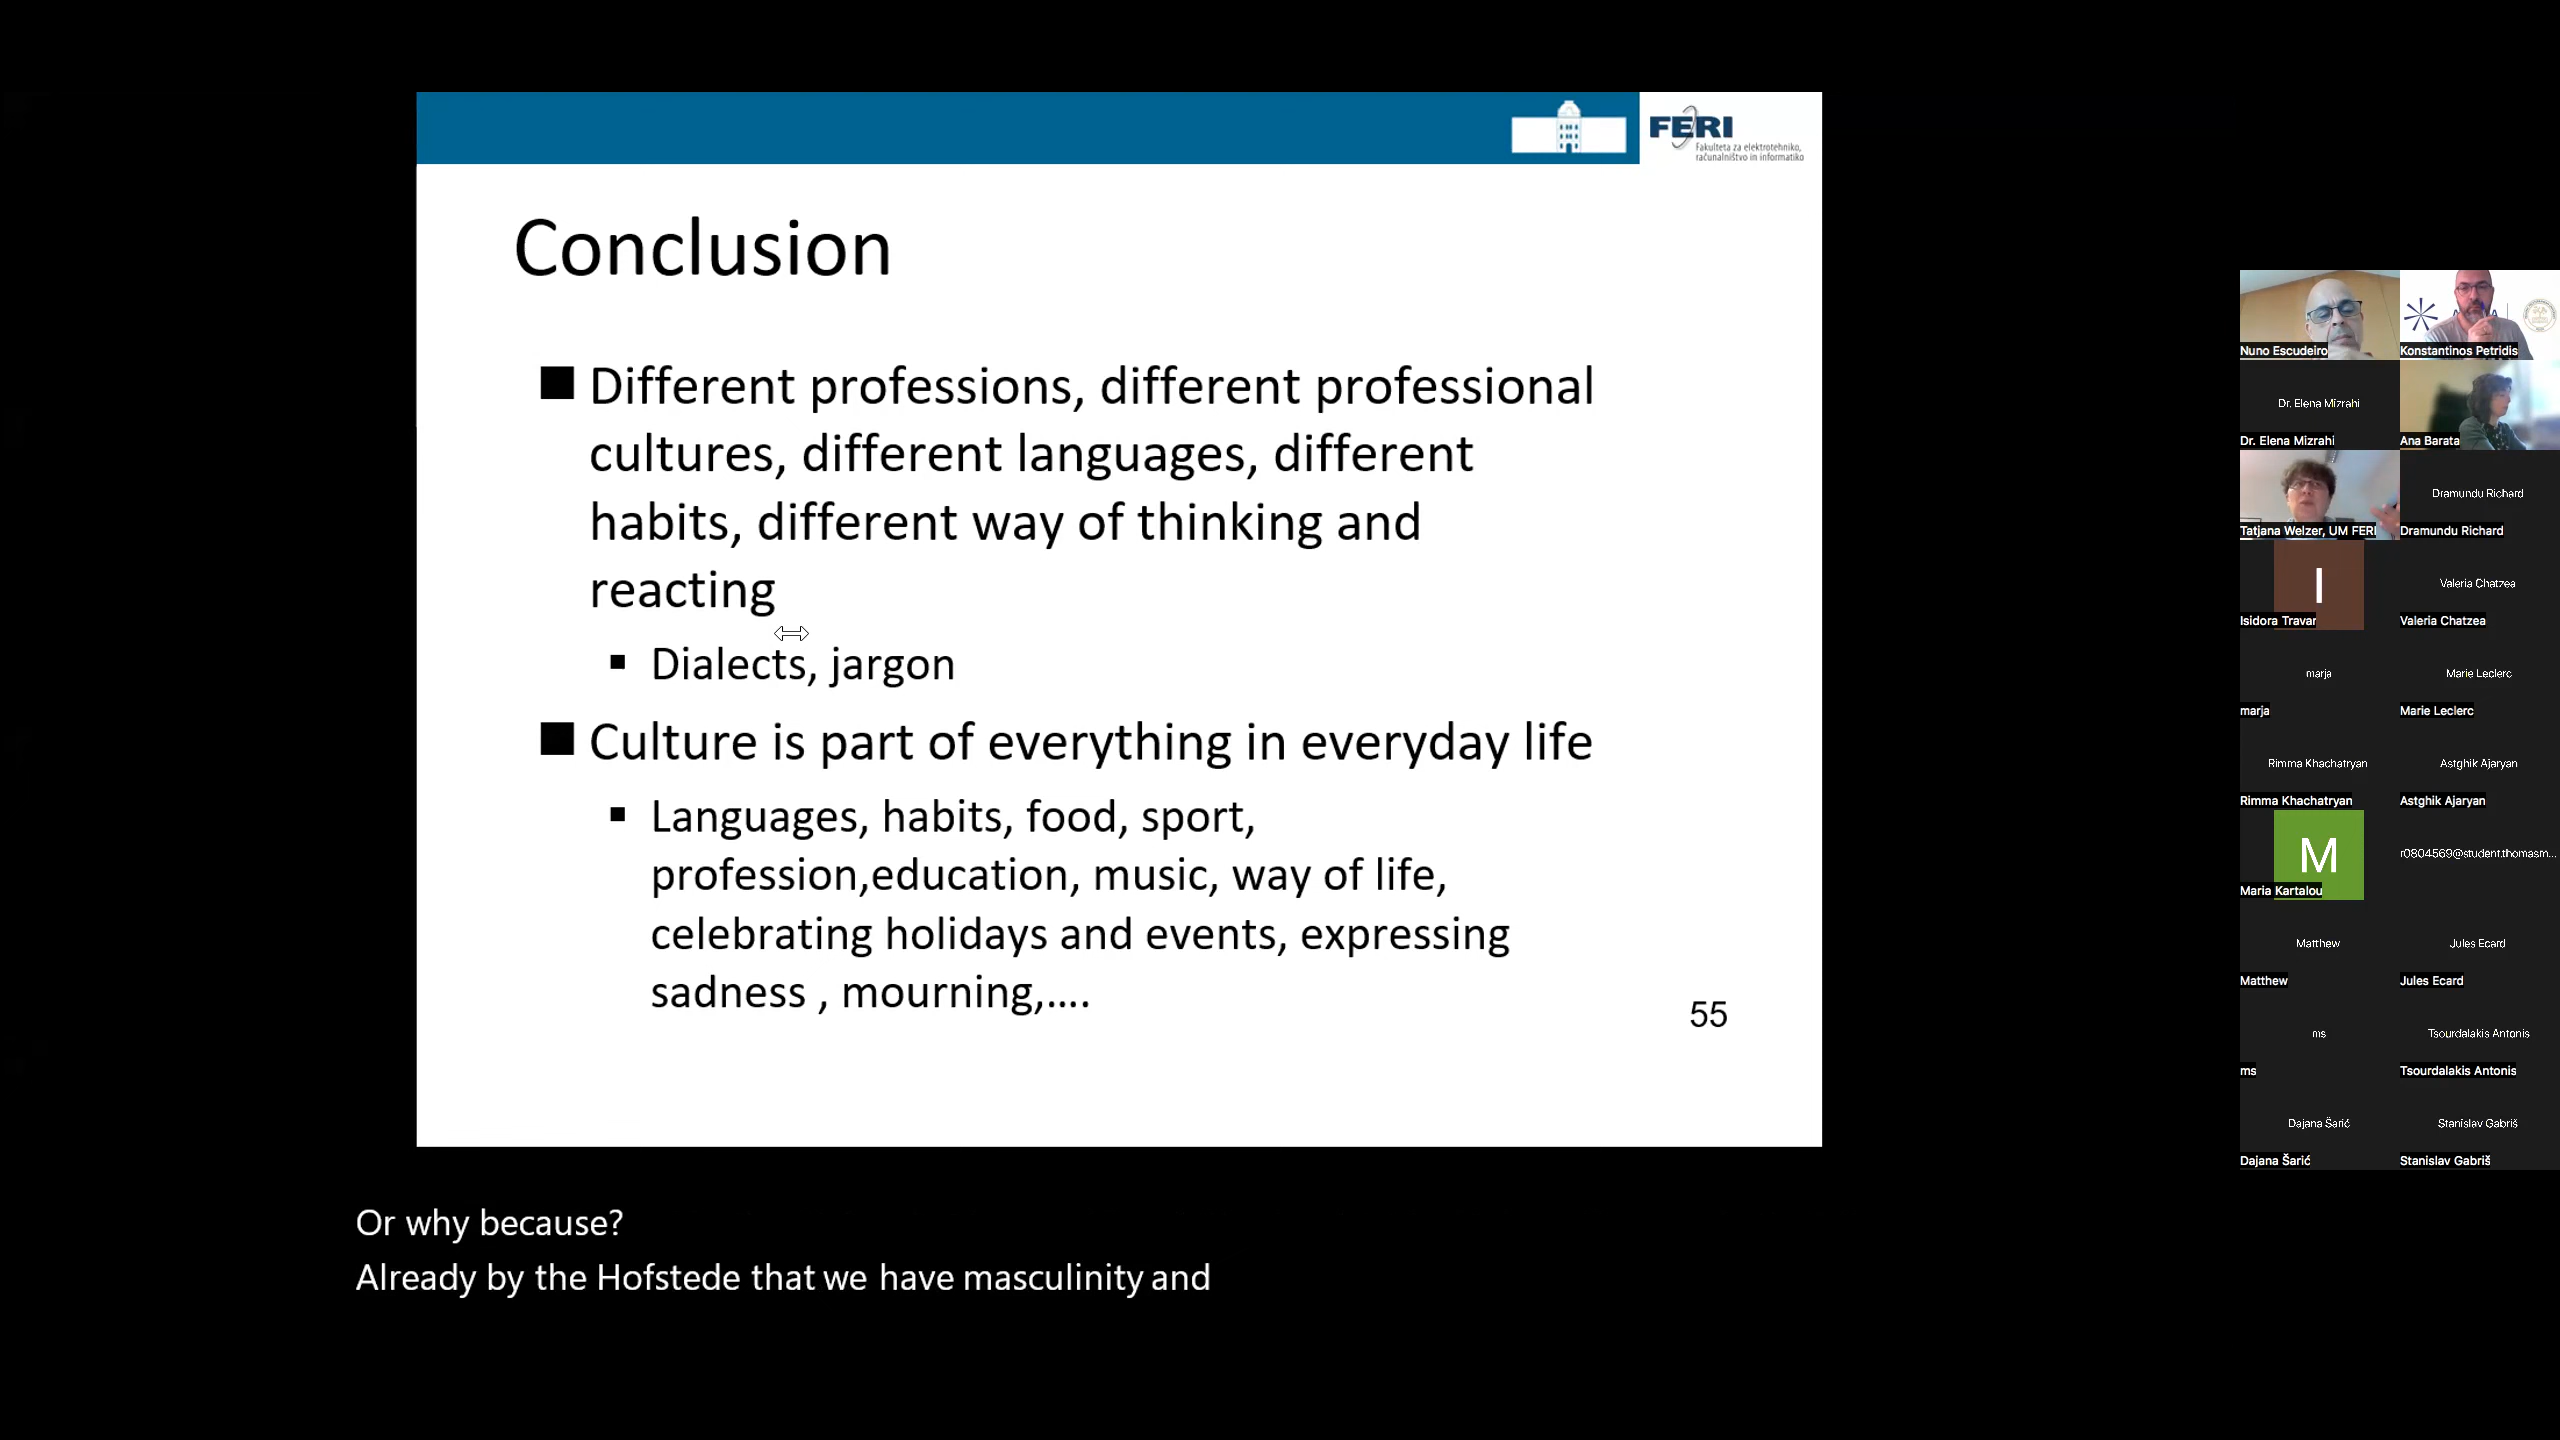 FERI
Fakulteta za elektrotehniko,
računalništvo in informatiko
Conclusion
Different professions, different professional
cultures, different languages, different
habits, different way of thinking and
reacting
Dialects, jargon
Culture is part of everything in everyday life
Languages, habits, food, sport,
profession,education, music, way of life,
celebrating holidays and events, expressing
sadness , mourning,....
55
Or why because?
Already by the Hofstede that we have masculinity and
Nuno Escudeiro
Konstantinos Petridis
Dr. Elena Mizrahi
Dr. Elena Mizrahi
Ana Barata
Dramundu Richard
Tatjana Welzer, UM FERI
Dramundu Richard
I
Valeria Chatzea
Isidora Travar
Valeria Chatzea
marja
Marie Leclerc
marja
Marie Leclerc
Rimma Khachatryan
Astghik Ajaryan
Rimma Khachatryan
Astghik Ajaryan
M
r0804569@student.thomasm...
Maria Kartalou
Matthew
Jules Ecard
Matthew
Jules Ecard
ms
Tsourdalakis Antonis
ms
Tsourdalakis Antonis
Dajana Šarić
Stanislav Gabriš
Dajana Šarić
Stanislav Gabriš